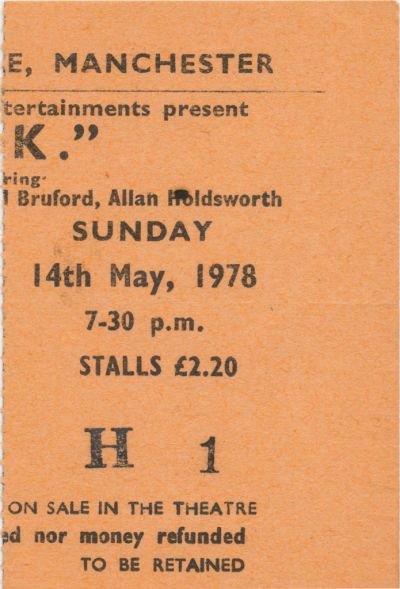 E, MANCHESTER
tertainments present
K."
ring:
l Bruford, Allan Holdsworth
SUNDAY
14th May, 1978
7-30 p.m.
STALLS £2.20
H 1
ON SALE IN THE THEATRE
ed nor money refunded
TO BE RETAINED